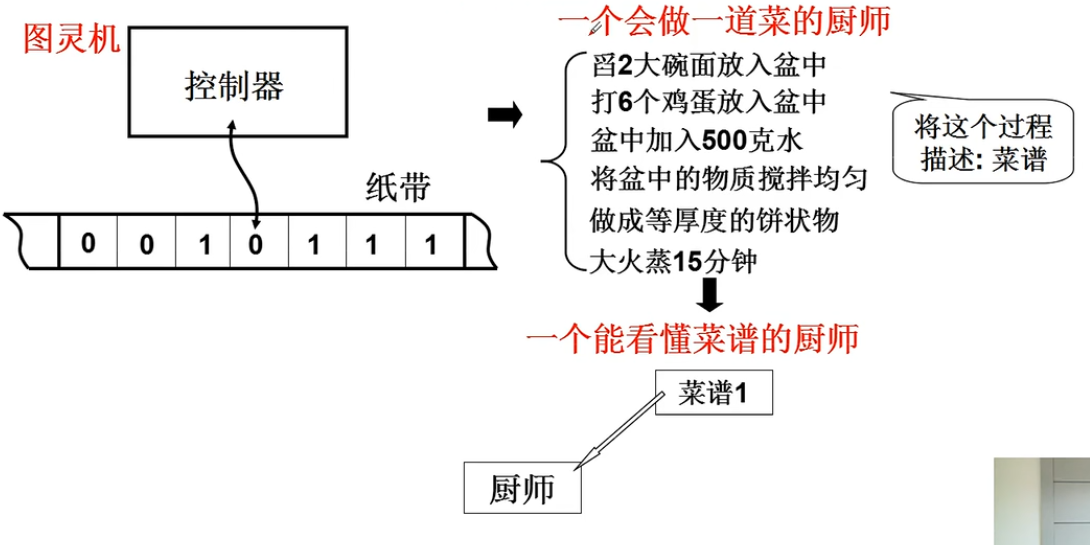 图灵机
控制器
纸带
0 0 1 0 1 1 1
一个会做一道菜的厨师
舀2大碗面放入盆中
打6个鸡蛋放入盆中
盆中加入500克水
将盆中的物质搅拌均匀
做成等厚度的饼状物
大火蒸15分钟
将这个过程
描述: 菜谱
一个能看懂菜谱的厨师
菜谱1
厨师